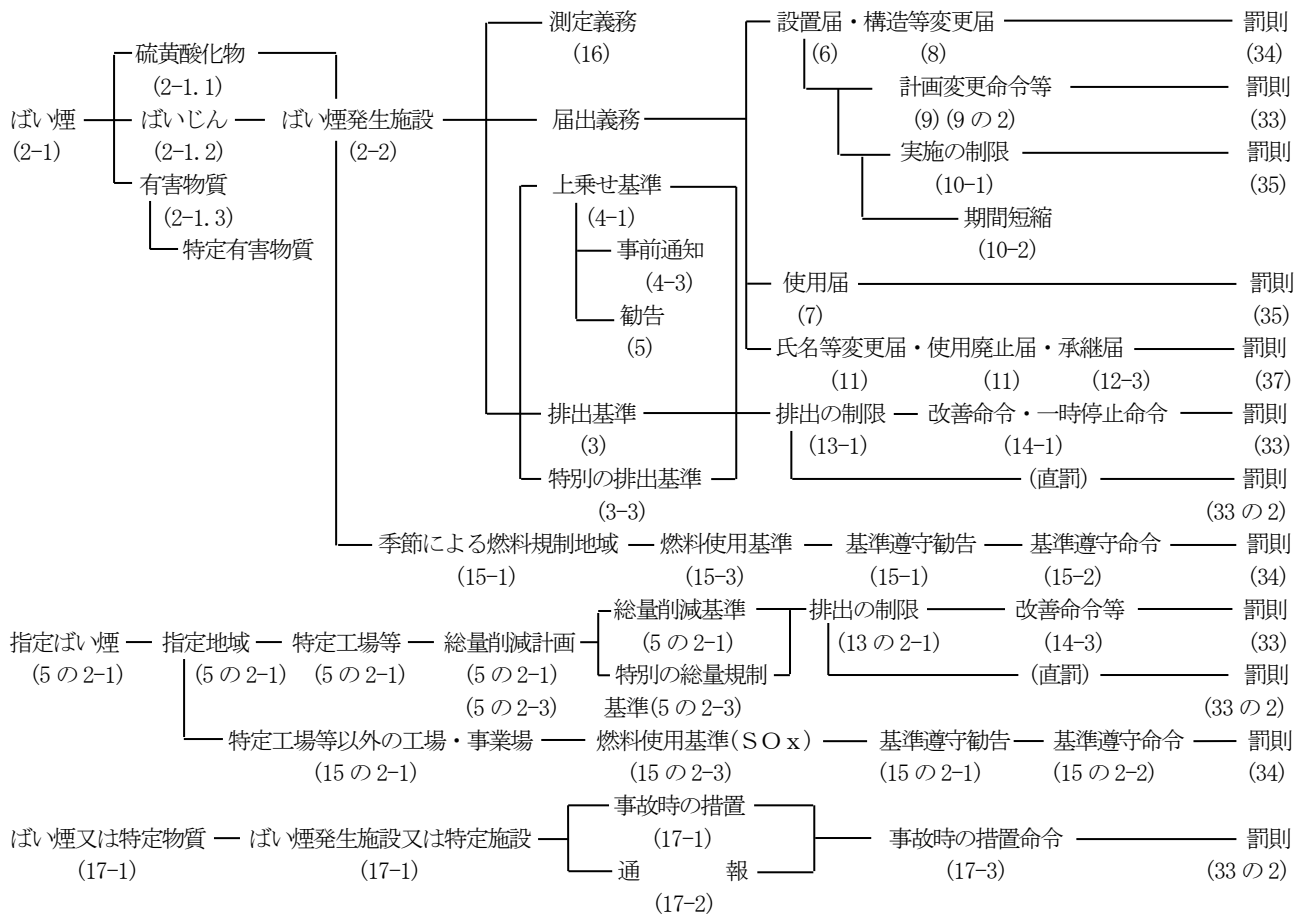 測定義務 設置届・構造等変更届 罰則
硫黄酸化物 (16) (6) (8) (34)
(2-1.1) 計画変更命令等 罰則
ばい煙 ばいじん ばい煙発生施設 届出義務 (9) (9の2) (33)
(2-1) (2-1.2) (2-2) 実施の制限 罰則
有害物質 上乗せ基準 (10-1) (35)
(2-1.3) (4-1) 期間短縮
特定有害物質 事前通知 (10-2)
(4-3) 使用届 罰則
勧告 (7) (35)
(5) 氏名等変更届・使用廃止届・承継届 罰則
(11) (11) (12-3) (37)
排出基準 排出の制限 改善命令・一時停止命令 罰則
(3) (13-1) (14-1) (33)
特別の排出基準 (直罰) 罰則
(3-3) (33の2)
季節による燃料規制地域 燃料使用基準 基準遵守勧告 基準遵守命令 罰則
(15-1) (15-3) (15-1) (15-2) (34)
総量削減基準 排出の制限 改善命令等 罰則
指定ばい煙 指定地域 特定工場等 総量削減計画 (5の2-1) (13の2-1) (14-3) (33)
(5の2-1) (5の2-1) (5の2-1) (5の2-1) 特別の総量規制 (直罰) 罰則
(5の2-3) 基準(5の2-3) (33の2)
特定工場等以外の工場・事業場 燃料使用基準(SOx) 基準遵守勧告 基準遵守命令 罰則
(15の2-1) (15の2-3) (15の2-1) (15の2-2) (34)
事故時の措置
ばい煙又は特定物質 ばい煙発生施設又は特定施設 (17-1) 事故時の措置命令 罰則
(17-1) (17-1) 通 報 (17-3) (33の2)
(17-2)